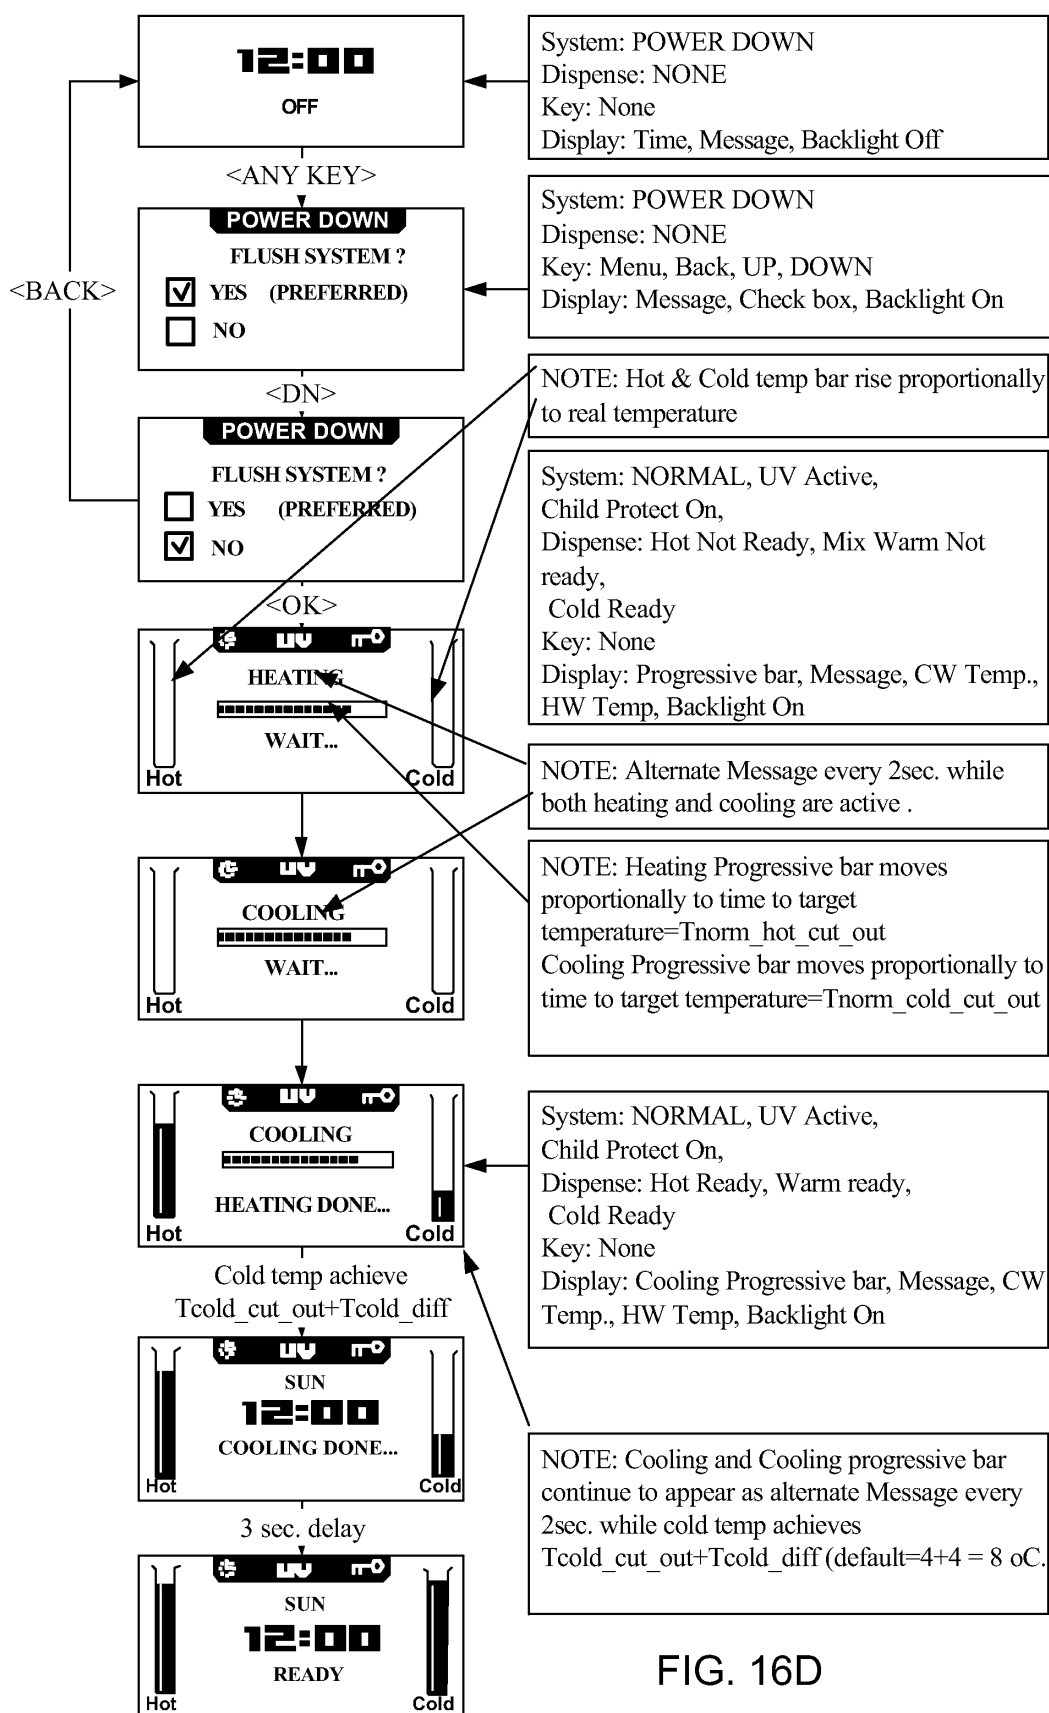 12:00
OFF
System: POWER DOWN
Dispense: NONE
Key: None
Display: Time, Message, Backlight Off
<ANY KEY>
POWER DOWN
FLUSH SYSTEM ?
YES (PREFERRED)
NO
System: POWER DOWN
Dispense: NONE
Key: Menu, Back, UP, DOWN
Display: Message, Check box, Backlight On
<BACK>
<DN>
NOTE: Hot & Cold temp bar rise proportionally
to real temperature
POWER DOWN
FLUSH SYSTEM ?
YES (PREFERRED)
NO
System: NORMAL, UV Active,
Child Protect On,
Dispense: Hot Not Ready, Mix Warm Not
ready,
Cold Ready
Key: None
Display: Progressive bar, Message, CW Temp.,
HW Temp, Backlight On
<OK>
UV
HEATING
WAIT...
Hot
Cold
NOTE: Alternate Message every 2sec. while
both heating and cooling are active .
UV
COOLING
WAIT...
Hot
Cold
NOTE: Heating Progressive bar moves
proportionally to time to target
temperature=Tnorm_hot_cut_out
Cooling Progressive bar moves proportionally to
time to target temperature=Tnorm_cold_cut_out
UV
COOLING
HEATING DONE...
Hot
Cold
System: NORMAL, UV Active,
Child Protect On,
Dispense: Hot Ready, Warm ready,
Cold Ready
Key: None
Display: Cooling Progressive bar, Message, CW
Temp., HW Temp, Backlight On
Cold temp achieve
Tcold_cut_out+Tcold_diff
UV
SUN
12:00
COOLING DONE...
Hot
Cold
NOTE: Cooling and Cooling progressive bar
continue to appear as alternate Message every
2sec. while cold temp achieves
Tcold_cut_out+Tcold_diff (default=4+4 = 8 oC.
3 sec. delay
UV
SUN
12:00
READY
Hot
Cold
FIG. 16D